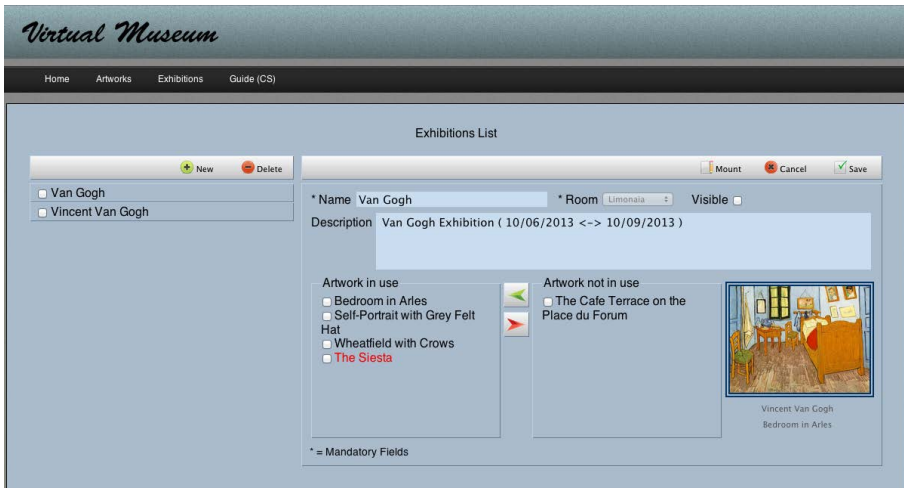 Virtual Museum
Home Artworks Exhibitions Guide (CS)
Exhibitions List
New Delete
Mount Cancel Save
Van Gogh
Vincent Van Gogh
* Name Van Gogh * Room Limonaia Visible
Description Van Gogh Exhibition ( 10/06/2013 <-> 10/09/2013 )
Artwork in use
Bedroom in Arles
Self-Portrait with Grey Felt
Hat
Wheatfield with Crows
The Siesta
Artwork not in use
The Cafe Terrace on the
Place du Forum
Vincent Van Gogh
Bedroom in Arles
* = Mandatory Fields